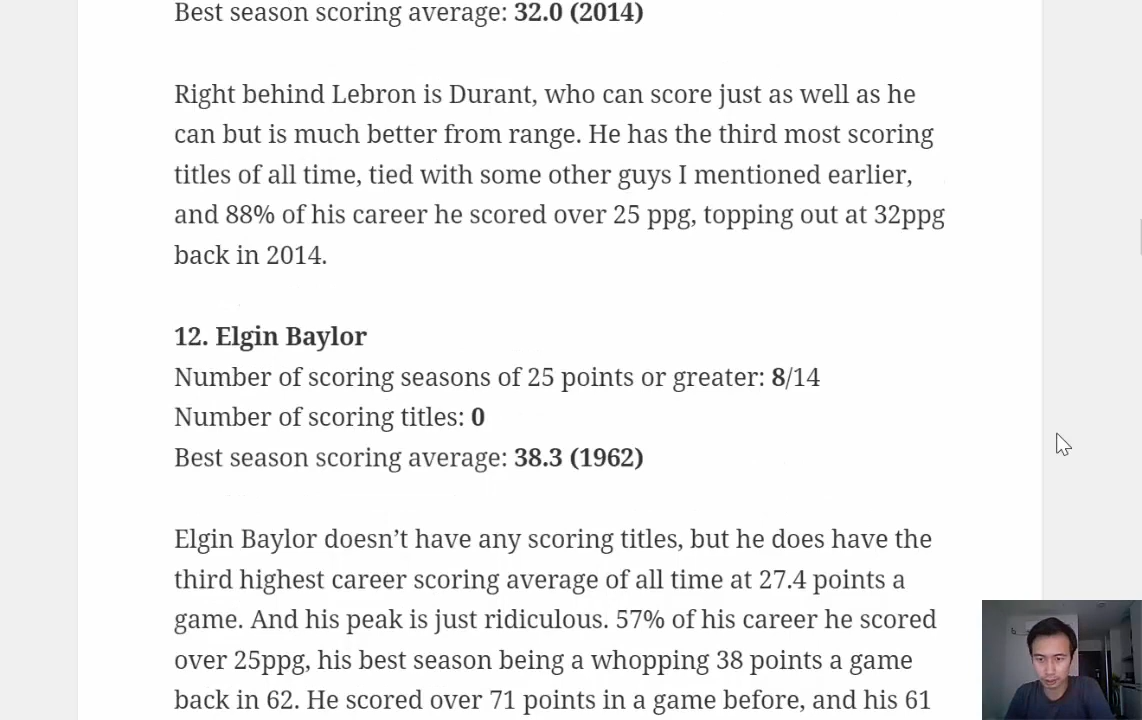 Best season scoring average: 32.0 (2014)
Right behind Lebron is Durant, who can score just as well as he
can but is much better from range. He has the third most scoring
titles of all time, tied with some other guys I mentioned earlier,
and 88% of his career he scored over 25 ppg, topping out at 32ppg
back in 2014.
12. Elgin Baylor
Number of scoring seasons of 25 points or greater: 8/14
Number of scoring titles: 0
Best season scoring average: 38.3 (1962)
Elgin Baylor doesn’t have any scoring titles, but he does have the
third highest career scoring average of all time at 27.4 points a
game. And his peak is just ridiculous. 57% of his career he scored
over 25ppg, his best season being a whopping 38 points a game
back in 62. He scored over 71 points in a game before, and his 61